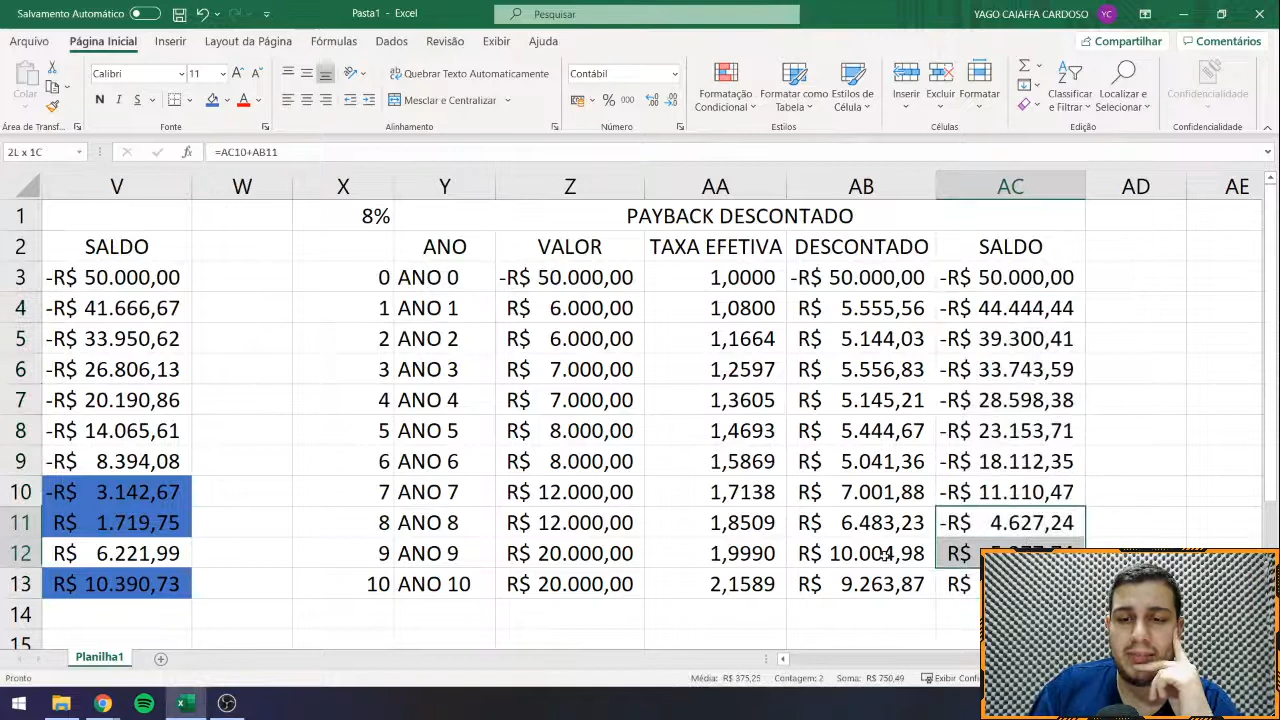 Salvamento Automático
Pasta1 - Excel
Pesquisar
YAGO CAIAFFA CARDOSO YC
Arquivo Página Inicial Inserir Layout da Página Fórmulas Dados Revisão Exibir Ajuda Compartilhar Comentários
Colar
Calibri 11
N I S
Quebrar Texto Automaticamente
Mesclar e Centralizar
Contábil
% 000
Formatação Condicional
Formatar como Tabela
Estilos de Célula
Inserir Excluir Formatar
Classificar e Filtrar
Localizar e Selecionar
Confidencialidade
Área de Transf... Fonte Alinhamento Número Estilos Células Edição Confidencialidade
2L x 1C fx =AC10+AB11
V W X Y Z AA AB AC AD AE
1 8% PAYBACK DESCONTADO
2 SALDO ANO VALOR TAXA EFETIVA DESCONTADO SALDO
3 -R$ 50.000,00 0 ANO 0 -R$ 50.000,00 1,0000 -R$ 50.000,00 -R$ 50.000,00
4 -R$ 41.666,67 1 ANO 1 R$ 6.000,00 1,0800 R$ 5.555,56 -R$ 44.444,44
5 -R$ 33.950,62 2 ANO 2 R$ 6.000,00 1,1664 R$ 5.144,03 -R$ 39.300,41
6 -R$ 26.806,13 3 ANO 3 R$ 7.000,00 1,2597 R$ 5.556,83 -R$ 33.743,59
7 -R$ 20.190,86 4 ANO 4 R$ 7.000,00 1,3605 R$ 5.145,21 -R$ 28.598,38
8 -R$ 14.065,61 5 ANO 5 R$ 8.000,00 1,4693 R$ 5.444,67 -R$ 23.153,71
9 -R$ 8.394,08 6 ANO 6 R$ 8.000,00 1,5869 R$ 5.041,36 -R$ 18.112,35
10 -R$ 3.142,67 7 ANO 7 R$ 12.000,00 1,7138 R$ 7.001,88 -R$ 11.110,47
11 R$ 1.719,75 8 ANO 8 R$ 12.000,00 1,8509 R$ 6.483,23 -R$ 4.627,24
12 R$ 6.221,99 9 ANO 9 R$ 20.000,00 1,9990 R$ 10.004,98 R$
13 R$ 10.390,73 10 ANO 10 R$ 20.000,00 2,1589 R$ 9.263,87 R$
14
15
Planilha1
Pronto Média: R$ 375,25 Contagem: 2 Soma: R$ 750,49 Exibir